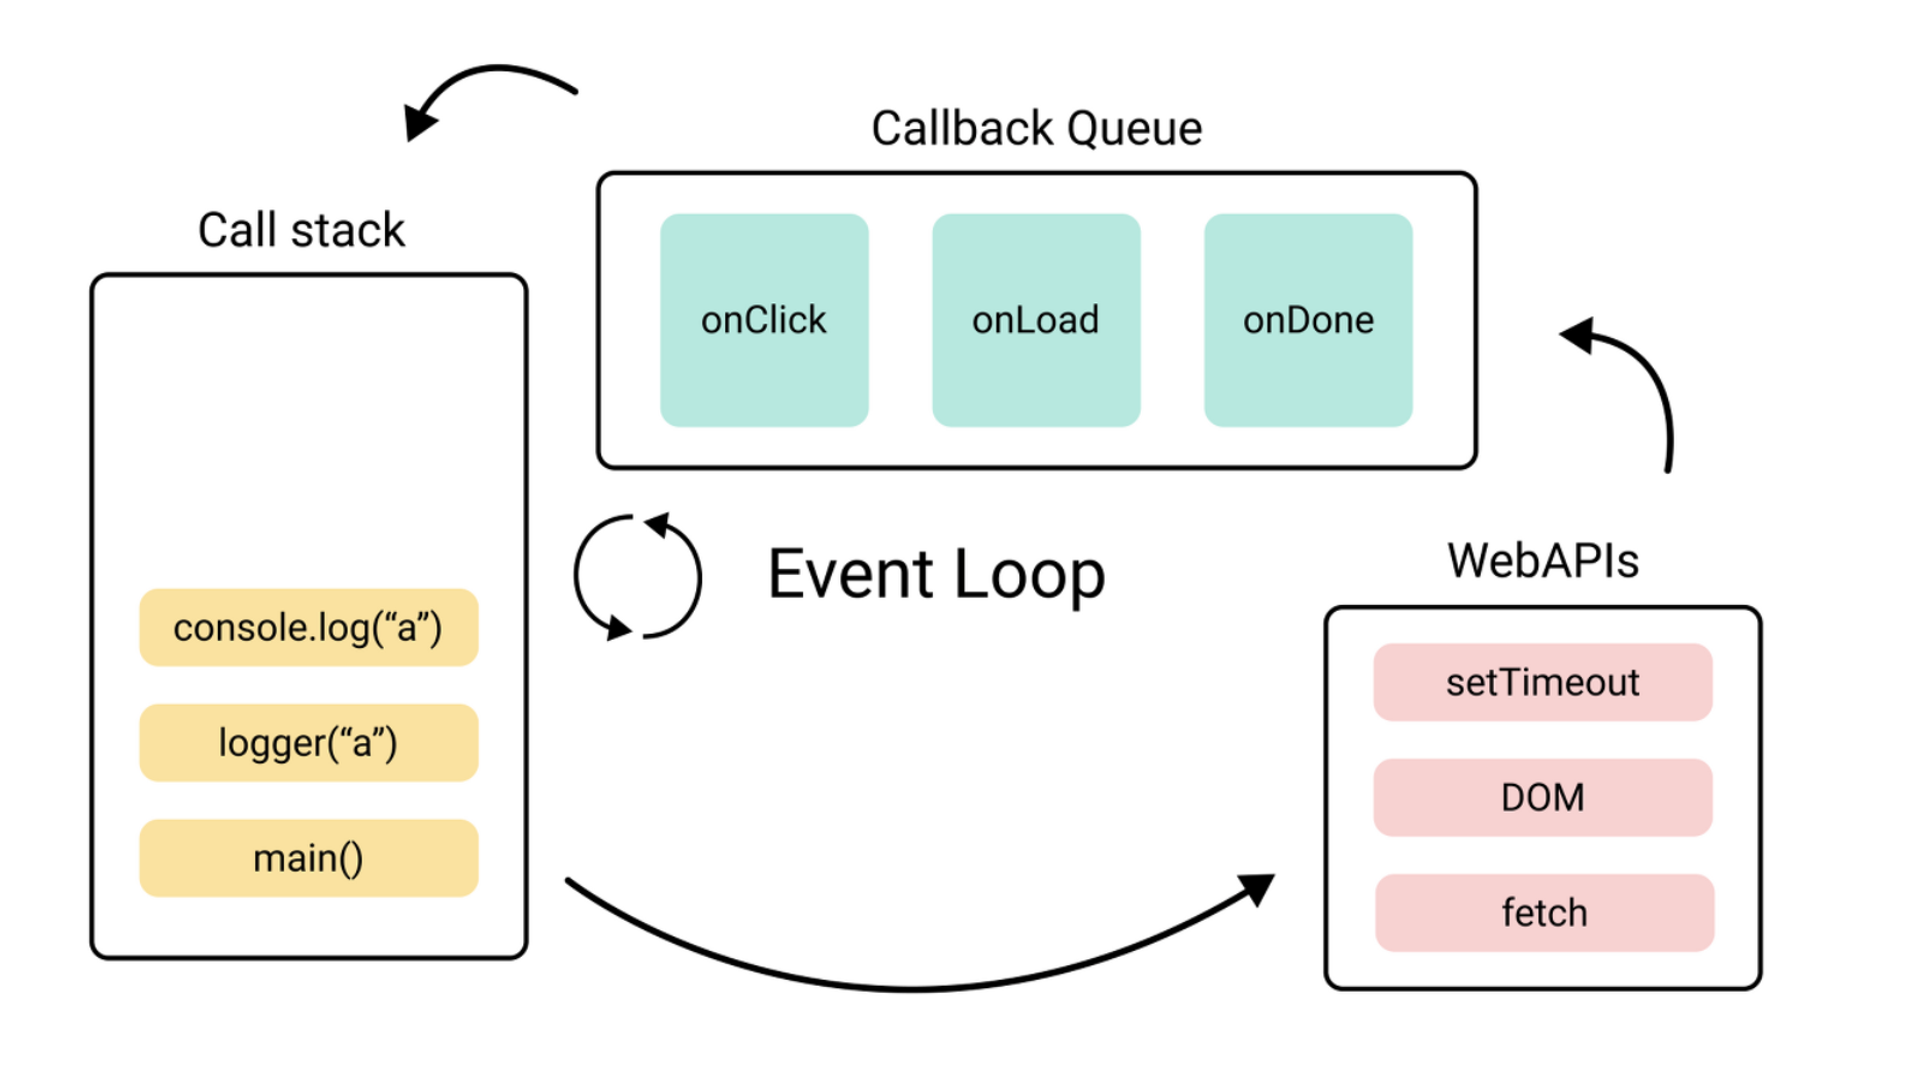 Callback Queue
onClick
onLoad
onDone
Call stack
console.log(“a”)
logger(“a”)
main()
Event Loop
WebAPIs
setTimeout
DOM
fetch